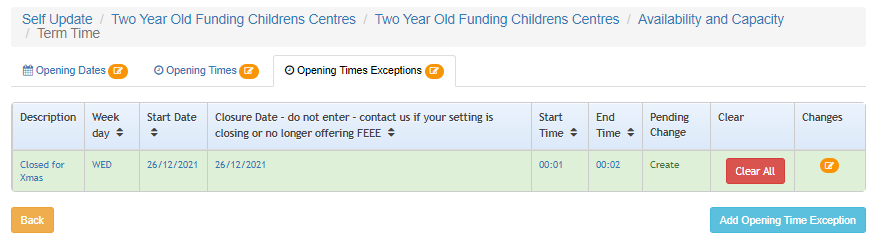 Self Update / Two Year Old Funding Childrens Centres / Two Year Old Funding Childrens Centres / Availability and Capacity
/ Term Time
Opening Dates Opening Times Opening Times Exceptions
Description Week day Start Date Closure Date - do not enter - contact us if your setting is closing or no longer offering FEEE Start Time End Time Pending Change Clear Changes
Closed for Xmas WED 26/12/2021 26/12/2021 00:01 00:02 Create Clear All
Back Add Opening Time Exception